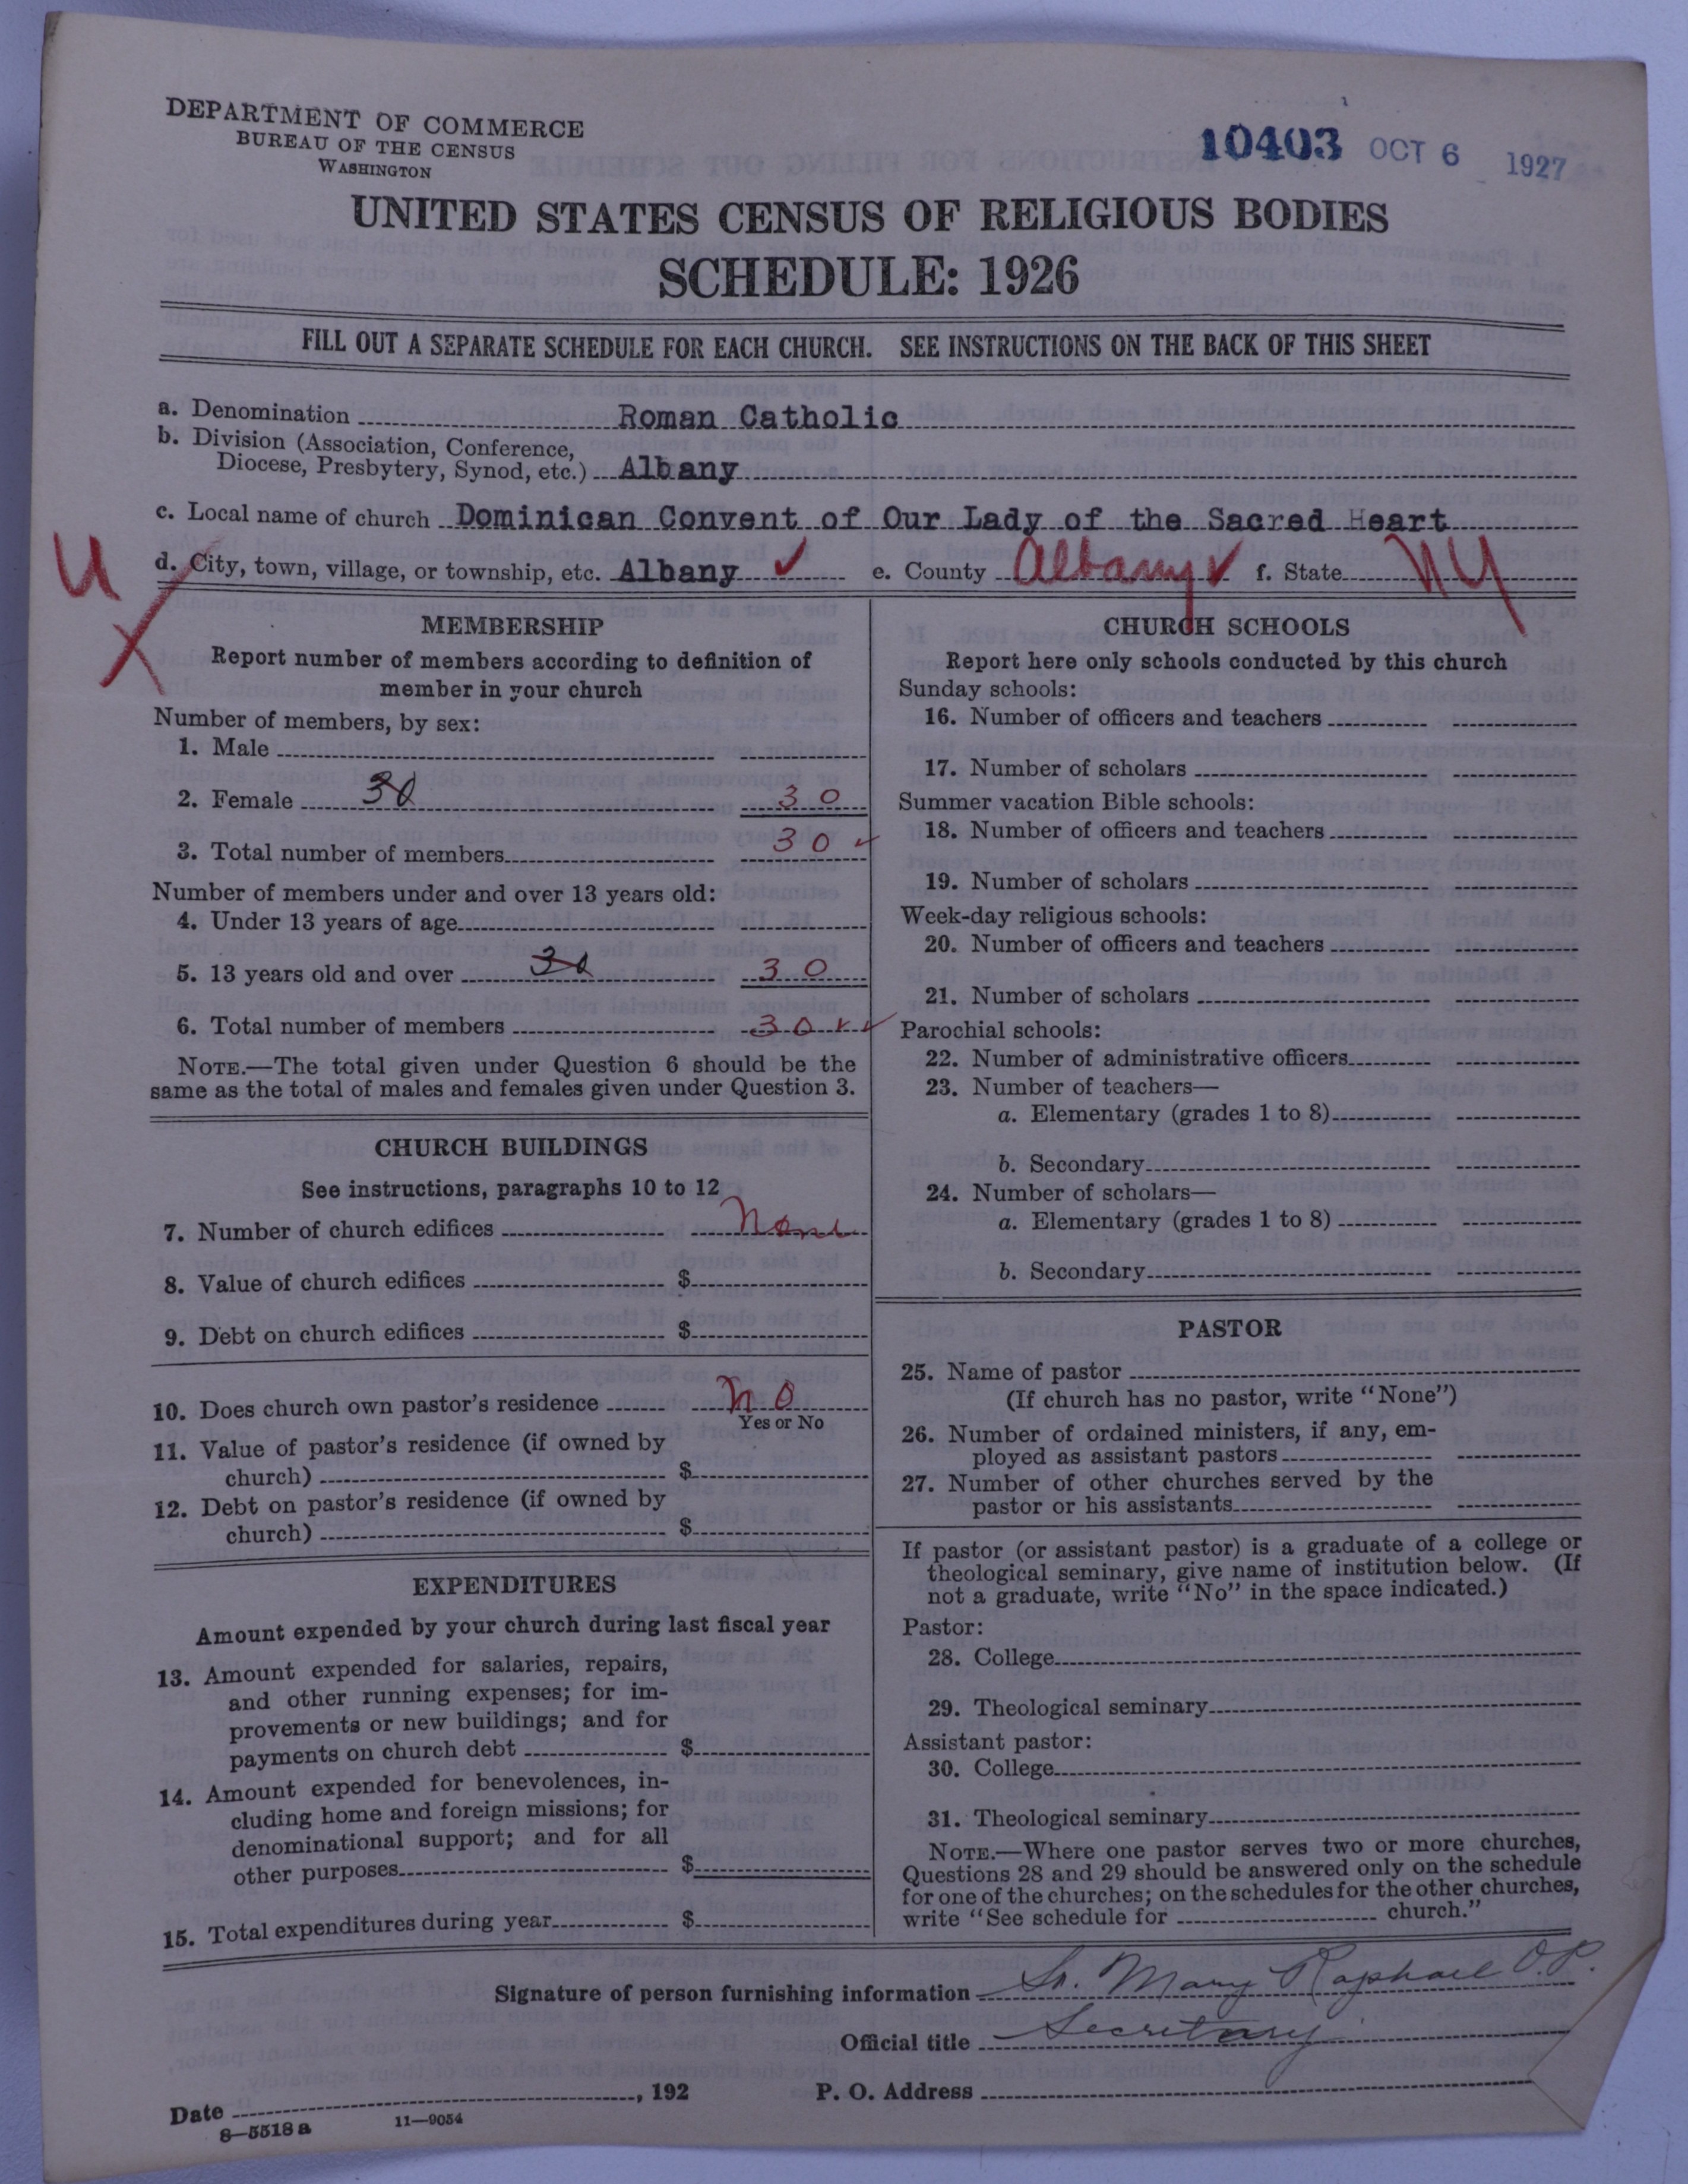 DEPARTMENT OF COMMERCE
BUREAU OF THE CENSUS
WASHINGTON
10403 OCT 6 1927
UNITED STATES CENSUS OF RELIGIOUS BODIES
SCHEDULE: 1926
FILL OUT A SEPARATE SCHEDULE FOR EACH CHURCH. SEE INSTRUCTIONS ON THE BACK OF THIS SHEET
a. Denomination Roman Catholic
b. Division (Association, Conference,
Diocese, Presbytery, Synod, etc.) Albany
c. Local name of church Dominican Convent of Our Lady of the Sacred Heart
U
d. City, town, village, or township, etc. Albany ✓ e. County Albany ✓ f. State NY
X
MEMBERSHIP
Report number of members according to definition of
member in your church
Number of members, by sex:
1. Male
2. Female 30 30
3. Total number of members 30 ✓
Number of members under and over 13 years old:
4. Under 13 years of age
5. 13 years old and over 30 30
6. Total number of members 30 ✓ ✓
NOTE.—The total given under Question 6 should be the
same as the total of males and females given under Question 3.
CHURCH BUILDINGS
See instructions, paragraphs 10 to 12
7. Number of church edifices None
8. Value of church edifices $
9. Debt on church edifices $
10. Does church own pastor's residence No
Yes or No
11. Value of pastor's residence (if owned by
church) $
12. Debt on pastor's residence (if owned by
church) $
EXPENDITURES
Amount expended by your church during last fiscal year
13. Amount expended for salaries, repairs,
and other running expenses; for im-
provements or new buildings; and for
payments on church debt $
14. Amount expended for benevolences, in-
cluding home and foreign missions; for
denominational support; and for all
other purposes $
15. Total expenditures during year $
CHURCH SCHOOLS
Report here only schools conducted by this church
Sunday schools:
16. Number of officers and teachers
17. Number of scholars
Summer vacation Bible schools:
18. Number of officers and teachers
19. Number of scholars
Week-day religious schools:
20. Number of officers and teachers
21. Number of scholars
Parochial schools:
22. Number of administrative officers
23. Number of teachers—
a. Elementary (grades 1 to 8)
b. Secondary
24. Number of scholars—
a. Elementary (grades 1 to 8)
b. Secondary
PASTOR
25. Name of pastor
(If church has no pastor, write "None")
26. Number of ordained ministers, if any, em-
ployed as assistant pastors
27. Number of other churches served by the
pastor or his assistants
If pastor (or assistant pastor) is a graduate of a college or
theological seminary, give name of institution below. (If
not a graduate, write "No" in the space indicated.)
Pastor:
28. College
29. Theological seminary
Assistant pastor:
30. College
31. Theological seminary
NOTE.—Where one pastor serves two or more churches,
Questions 28 and 29 should be answered only on the schedule
for one of the churches; on the schedules for the other churches,
write "See schedule for church."
Signature of person furnishing information Sr. Mary Raphael O.P.
Official title Secretary
Date , 192 P. O. Address
8—5518 a 11—9054